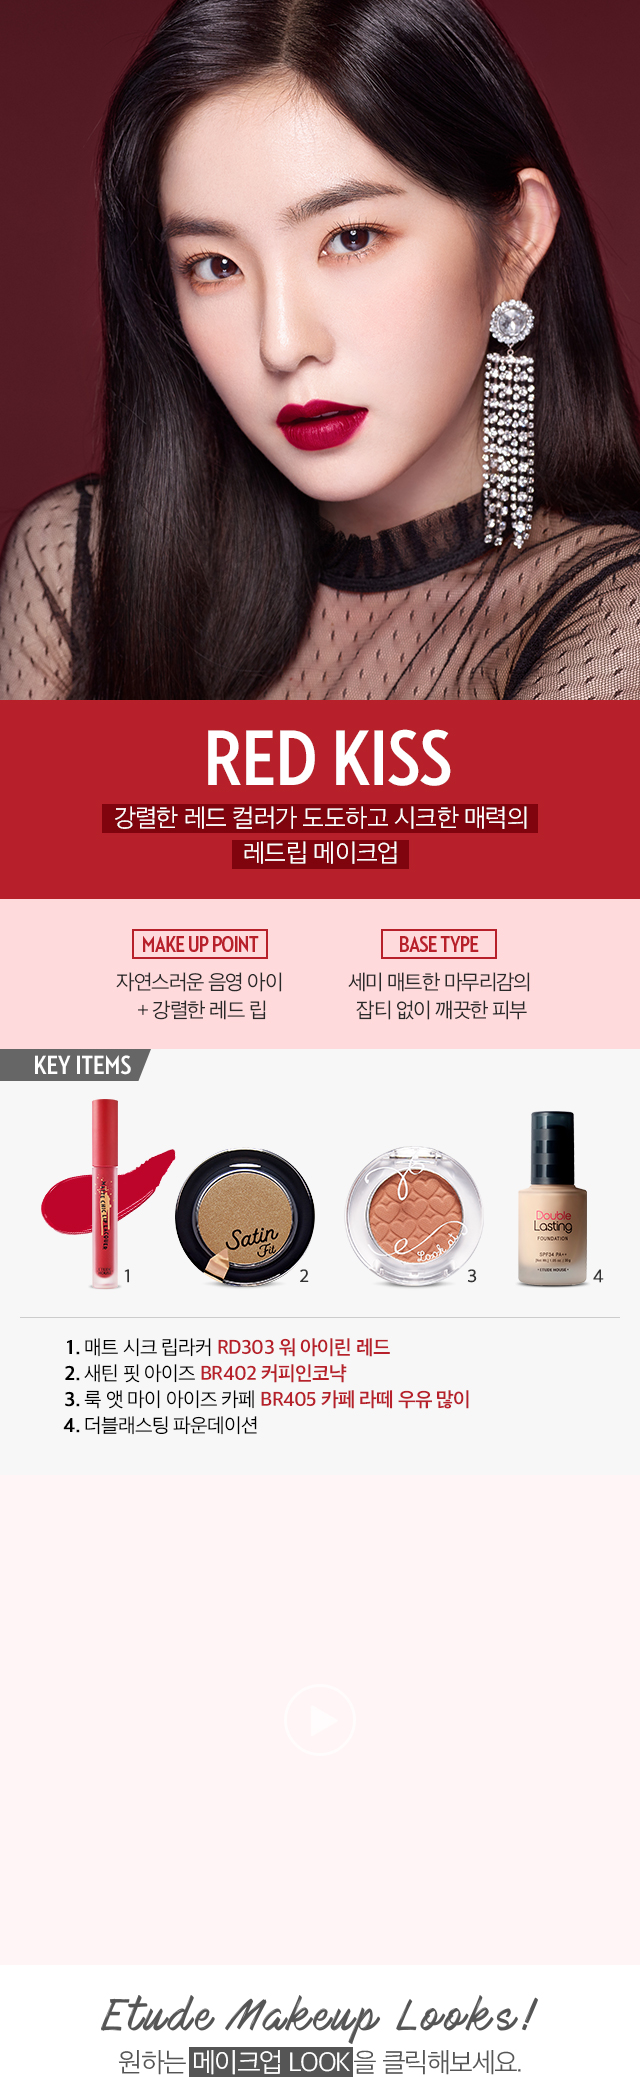 RED KISS
강렬한 레드 컬러가 도도하고 시크한 매력의
레드립 메이크업
MAKE UP POINT
자연스러운 음영 아이
+ 강렬한 레드 립
BASE TYPE
세미 매트한 마무리감의
잡티 없이 깨끗한 피부
KEY ITEMS
MATTE CHIC LIP LACQUER
1
Satin
Fit
2
Look at
3
Double
Lasting
FOUNDATION
SPF34 PA++
ETUDE HOUSE
4
1. 매트 시크 립라커 RD303 워 아이린 레드
2. 새틴 핏 아이즈 BR402 커피인코냑
3. 룩 앳 마이 아이즈 카페 BR405 카페 라떼 우유 많이
4. 더블래스팅 파운데이션
Etude Makeup Looks!
원하는 메이크업 LOOK을 클릭해보세요.